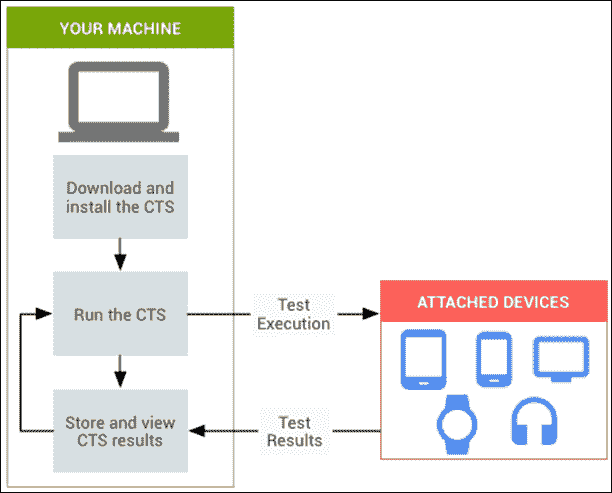 YOUR MACHINE
Download and
install the CTS
Run the CTS
Test
Execution
ATTACHED DEVICES
Store and view
CTS results
Test
Results